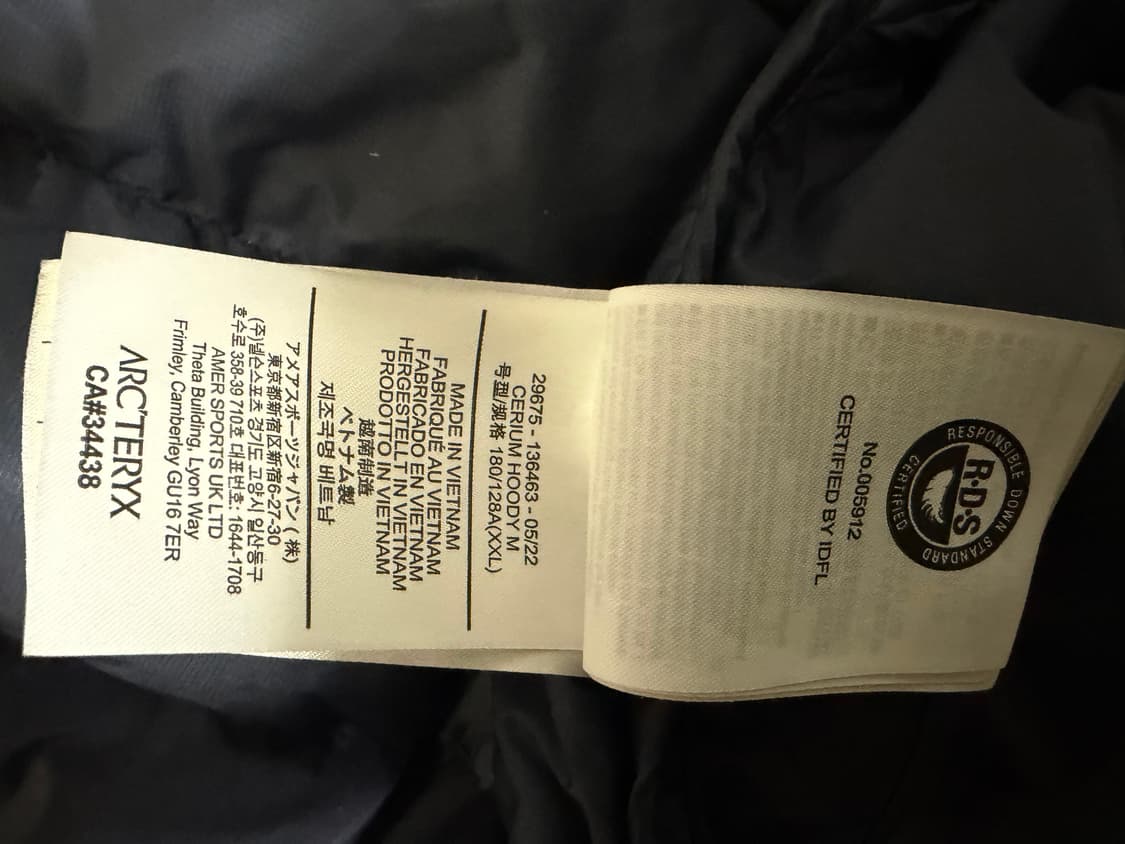 RESPONSIBLE DOWN STANDARD
R·D·S
CERTIFIED
No.005912
CERTIFIED BY IDFL
29675 - 136463 - 05/22
CERIUM HOODY M
号型/规格 180/128A(XXL)
MADE IN VIETNAM
FABRIQUÉ AU VIETNAM
FABRICADO EN VIETNAM
HERGESTELLT IN VIETNAM
PRODOTTO IN VIETNAM
越南制造
ベトナム製
제조국명 베트남
アメアスポーツジャパン ( 株)
東京都新宿区新宿6-27-30
(주)넬슨스포츠 경기도 고양시 일산동구
호수로 358-39 710호 대표번호: 1644-1708
AMER SPORTS UK LTD
Theta Building, Lyon Way
Frimley, Camberley GU16 7ER
ARC'TERYX
CA#34438